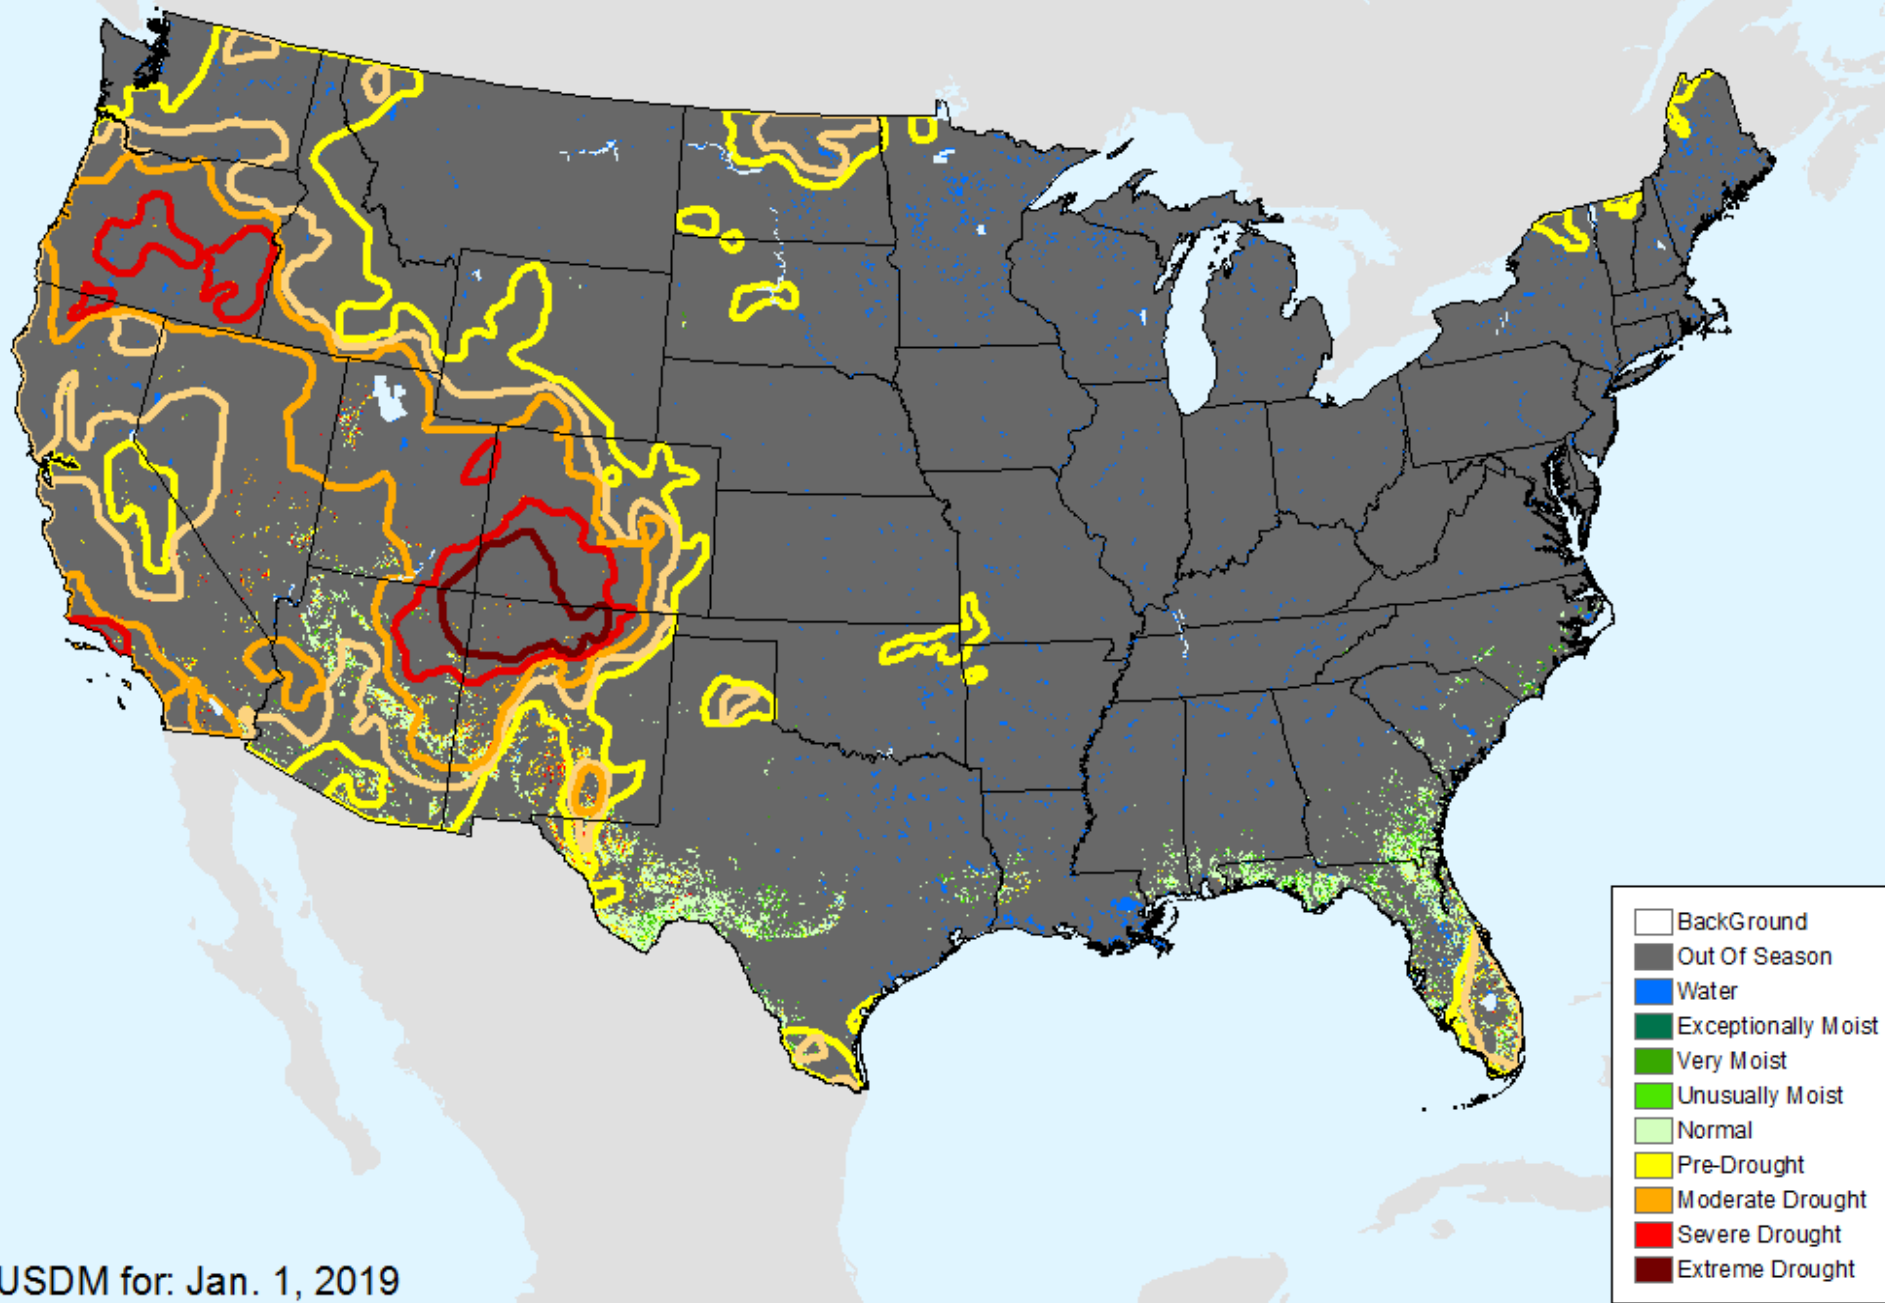 BackGround
Out Of Season
Water
Exceptionally Moist
Very Moist
Unusually Moist
Normal
Pre-Drought
Moderate Drought
Severe Drought
Extreme Drought
USDM for: Jan. 1, 2019